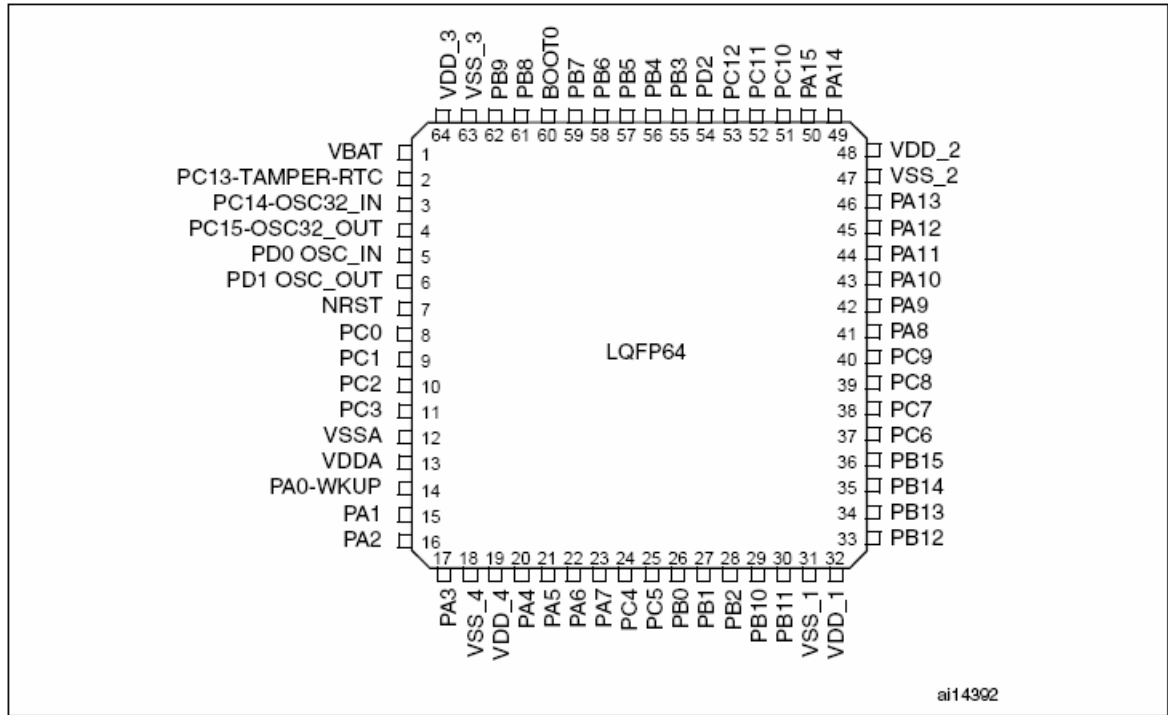 VDD_3
VSS_3
PB9
PB8
BOOT0
PB7
PB6
PB5
PB4
PB3
PD2
PC12
PC11
PC10
PA15
PA14
64 63 62 61 60 59 58 57 56 55 54 53 52 51 50 49
VBAT 1
PC13-TAMPER-RTC 2
PC14-OSC32_IN 3
PC15-OSC32_OUT 4
PD0 OSC_IN 5
PD1 OSC_OUT 6
NRST 7
PC0 8
PC1 9
PC2 10
PC3 11
VSSA 12
VDDA 13
PA0-WKUP 14
PA1 15
PA2 16
LQFP64
48 VDD_2
47 VSS_2
46 PA13
45 PA12
44 PA11
43 PA10
42 PA9
41 PA8
40 PC9
39 PC8
38 PC7
37 PC6
36 PB15
35 PB14
34 PB13
33 PB12
17 18 19 20 21 22 23 24 25 26 27 28 29 30 31 32
PA3
VSS_4
VDD_4
PA4
PA5
PA6
PA7
PC4
PC5
PB0
PB1
PB2
PB10
PB11
VSS_1
VDD_1
ai14392